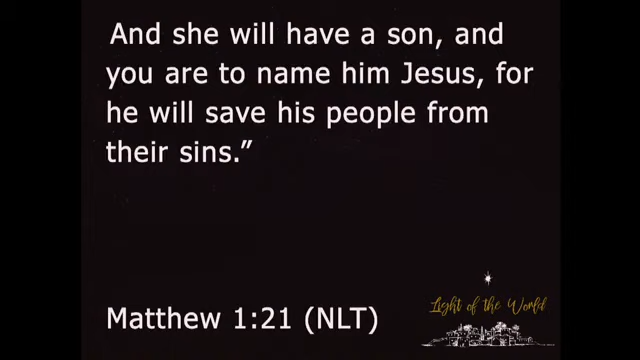 And she will have a son, and
you are to name him Jesus, for
he will save his people from
their sins.”
Light of the World
Matthew 1:21 (NLT)